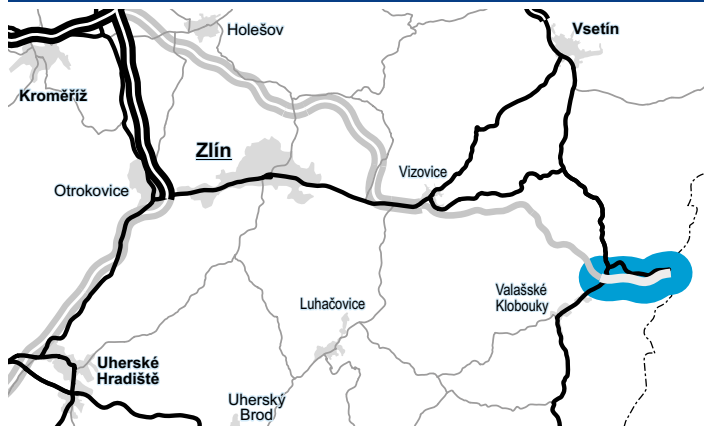 Holešov
Vsetín
Kroměříž
Zlín
Vizovice
Otrokovice
Valašské
Klobouky
Luhačovice
Uherské
Hradiště
Uherský
Brod